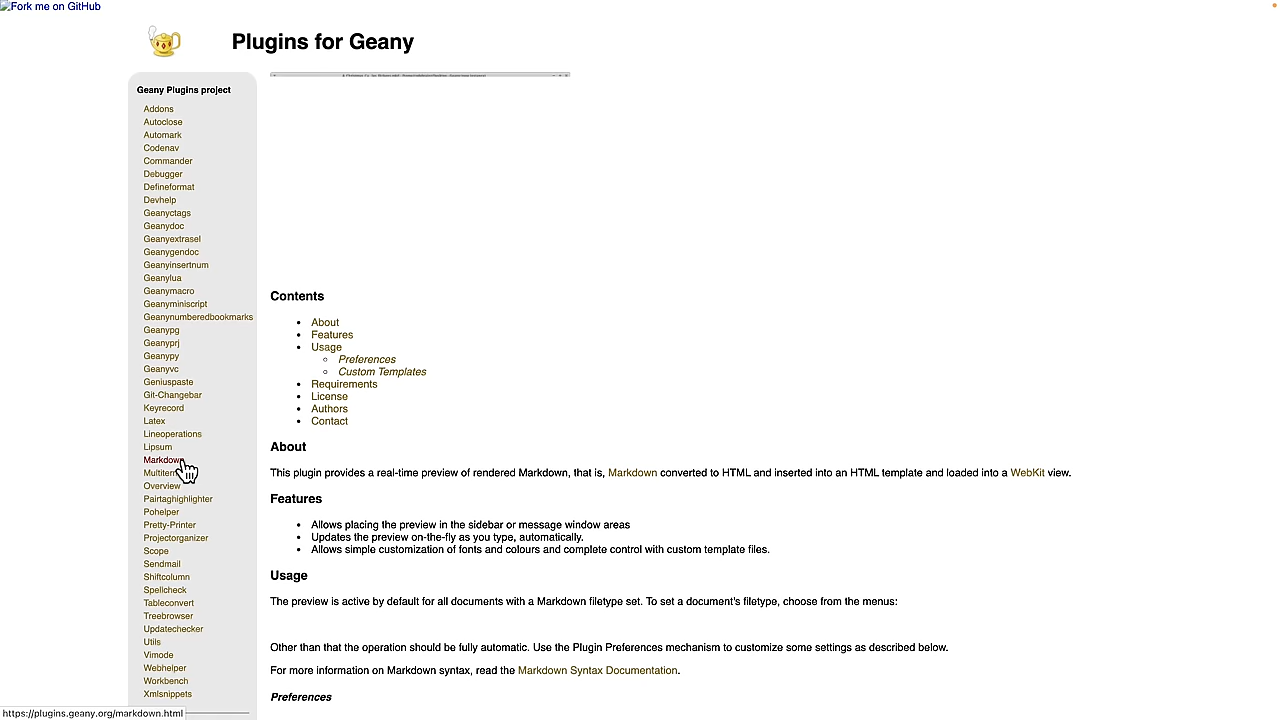 Fork me on GitHub
Plugins for Geany
Geany Plugins project
Addons
Autoclose
Automark
Codenav
Commander
Debugger
Defineformat
Devhelp
Geanyctags
Geanydoc
Geanyextrasel
Geanygendoc
Geanyinsertnum
Geanylua
Geanymacro
Geanyminiscript
Geanynumberedbookmarks
Geanypg
Geanyprj
Geanypy
Geanyvc
Geniuspaste
Git-Changebar
Keyrecord
Latex
Lineoperations
Lipsum
Markdown
Overview
Pairtaghighlighter
Pohelper
Pretty-Printer
Projectorganizer
Scope
Sendmail
Shiftcolumn
Spellcheck
Tableconvert
Treebrowser
Updatechecker
Utils
Vimode
Webhelper
Workbench
Xmlsnippets
Contents
• About
• Features
• Usage
◦ Preferences
◦ Custom Templates
• Requirements
• License
• Authors
• Contact
About
This plugin provides a real-time preview of rendered Markdown, that is, Markdown converted to HTML and inserted into an HTML template and loaded into a WebKit view.
Features
• Allows placing the preview in the sidebar or message window areas
• Updates the preview on-the-fly as you type, automatically.
• Allows simple customization of fonts and colours and complete control with custom template files.
Usage
The preview is active by default for all documents with a Markdown filetype set. To set a document's filetype, choose from the menus:
Other than that the operation should be fully automatic. Use the Plugin Preferences mechanism to customize some settings as described below.
For more information on Markdown syntax, read the Markdown Syntax Documentation.
Preferences
https://plugins.geany.org/markdown.html